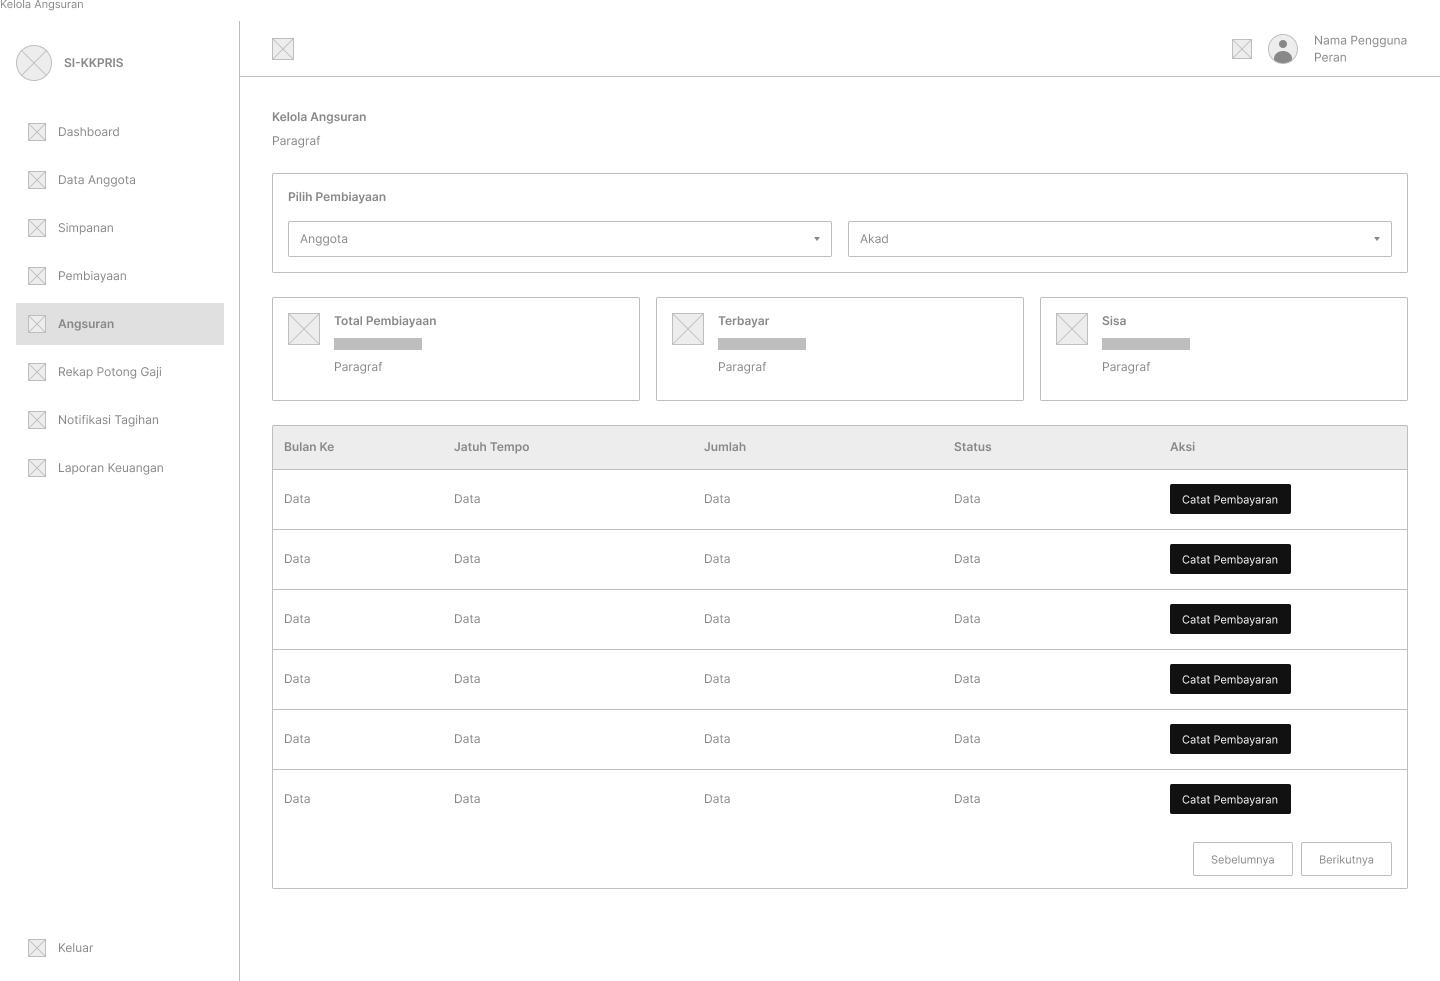 Kelola Angsuran
SI-KKPRIS
Nama Pengguna
Peran
Dashboard
Data Anggota
Simpanan
Pembiayaan
Angsuran
Rekap Potong Gaji
Notifikasi Tagihan
Laporan Keuangan
Keluar
Kelola Angsuran
Paragraf
Pilih Pembiayaan
Anggota
Akad
Total Pembiayaan
Paragraf
Terbayar
Paragraf
Sisa
Paragraf
Bulan Ke Jatuh Tempo Jumlah Status Aksi
Data Data Data Data Catat Pembayaran
Data Data Data Data Catat Pembayaran
Data Data Data Data Catat Pembayaran
Data Data Data Data Catat Pembayaran
Data Data Data Data Catat Pembayaran
Data Data Data Data Catat Pembayaran
Sebelumnya Berikutnya